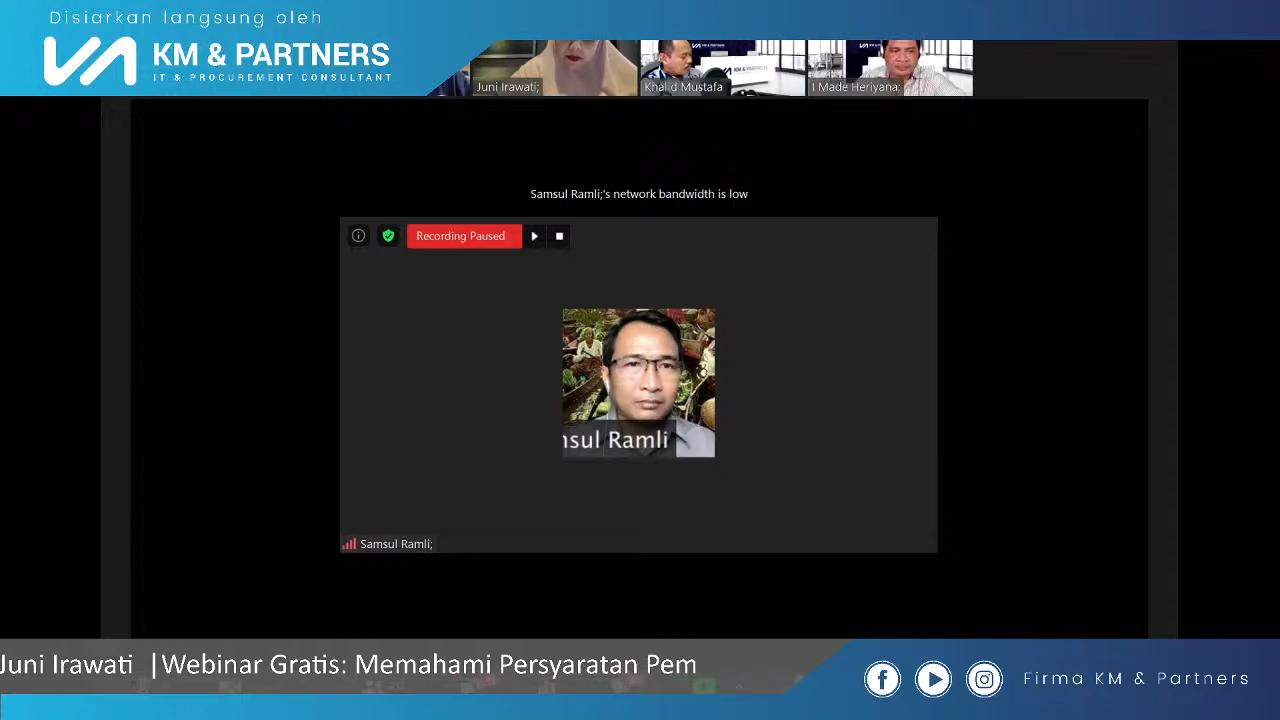 Disiarkan langsung oleh
KM & PARTNERS
IT & PROCUREMENT CONSULTANT
Juni Irawati;
Khalid Mustafa
I Made Heriyana;
Samsul Ramli;'s network bandwidth is low
Recording Paused
nsul Ramli
Samsul Ramli;
Juni Irawati |Webinar Gratis: Memahami Persyaratan Pem
Firma KM & Partners